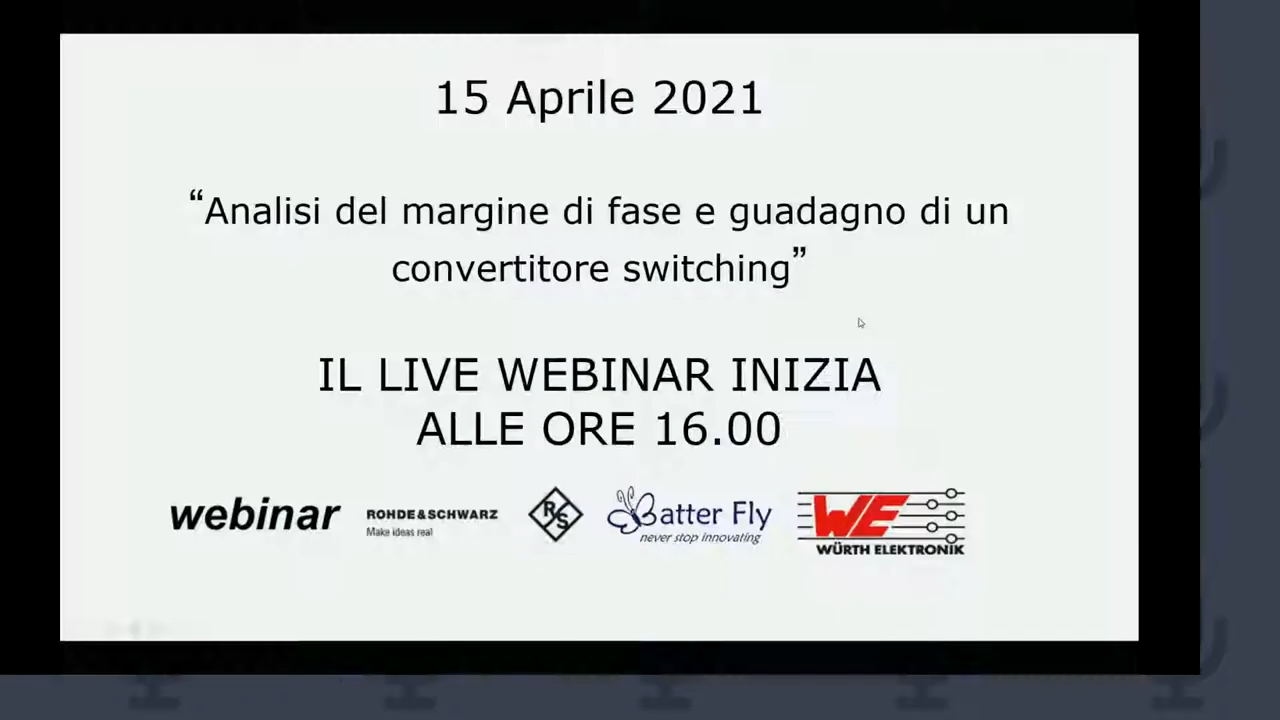 15 Aprile 2021
“Analisi del margine di fase e guadagno di un
convertitore switching”
IL LIVE WEBINAR INIZIA
ALLE ORE 16.00
webinar
ROHDE&SCHWARZ
Make ideas real
R
S
Batter Fly
never stop innovating
WE
WÜRTH ELEKTRONIK